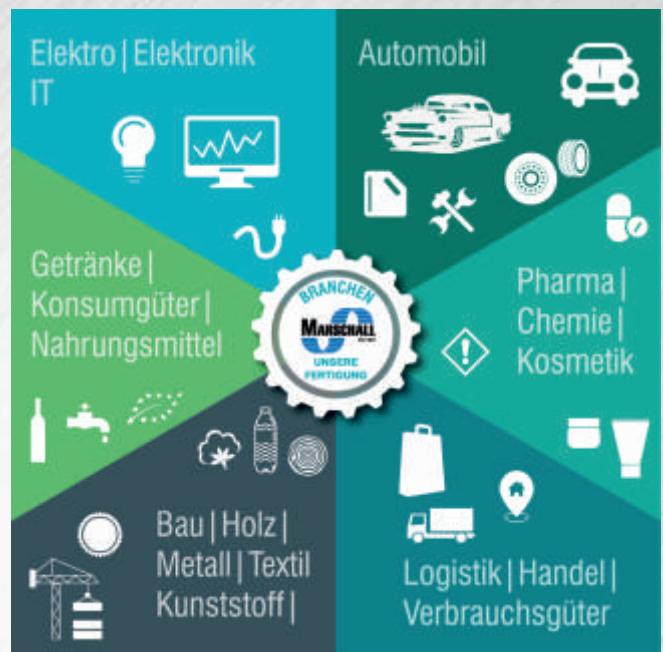 Elektro | Elektronik
IT
Automobil
Getränke |
Konsumgüter |
Nahrungsmittel
BRANCHEN
MARSCHALL
UNSERE
FERTIGUNG
Pharma |
Chemie |
Kosmetik
Bau | Holz |
Metall | Textil
Kunststoff |
Logistik | Handel |
Verbrauchsgüter